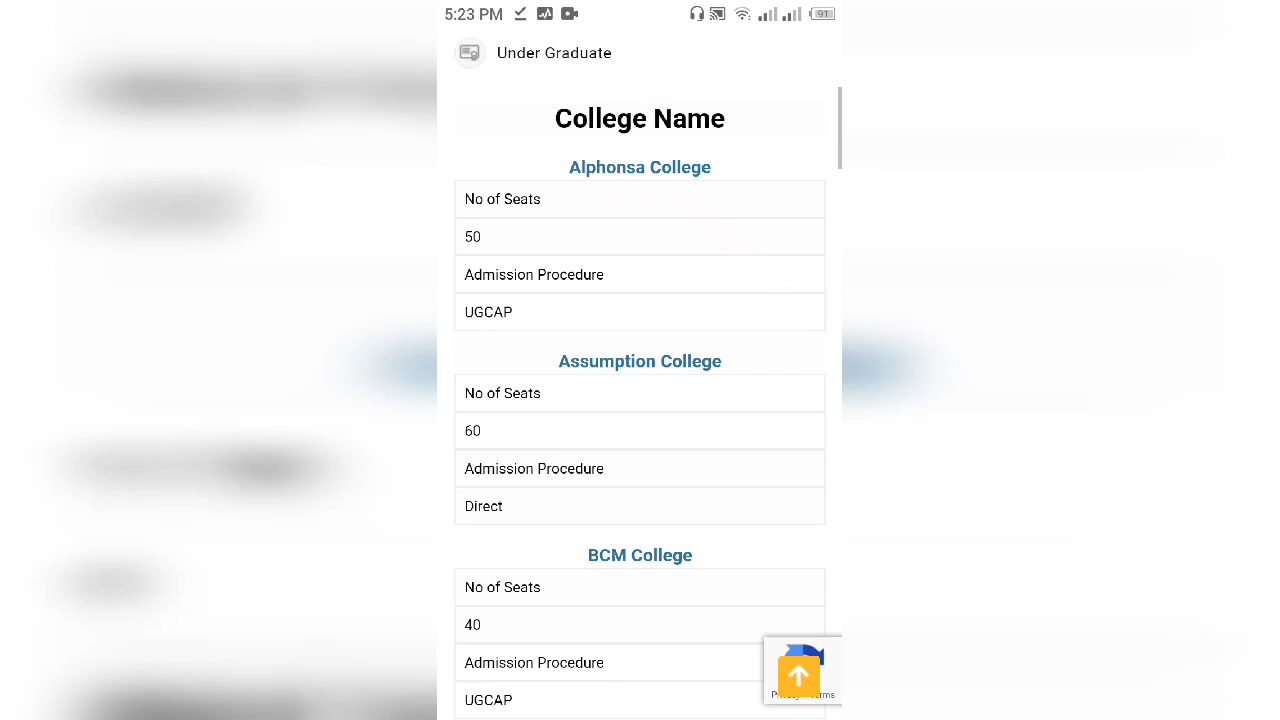 5:23 PM
91
Under Graduate
College Name
Alphonsa College
No of Seats
50
Admission Procedure
UGCAP
Assumption College
No of Seats
60
Admission Procedure
Direct
BCM College
No of Seats
40
Admission Procedure
UGCAP